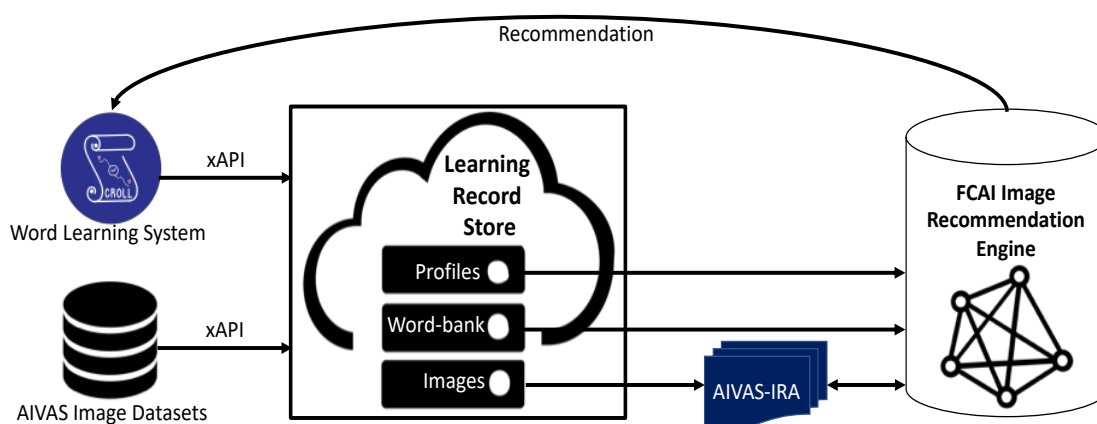 Recommendation
xAPI
CROLL
Word Learning System
Learning
Record
Store
FCAI Image
Recommendation
Engine
Profiles
Word-bank
Images
xAPI
AIVAS Image Datasets
AIVAS-IRA